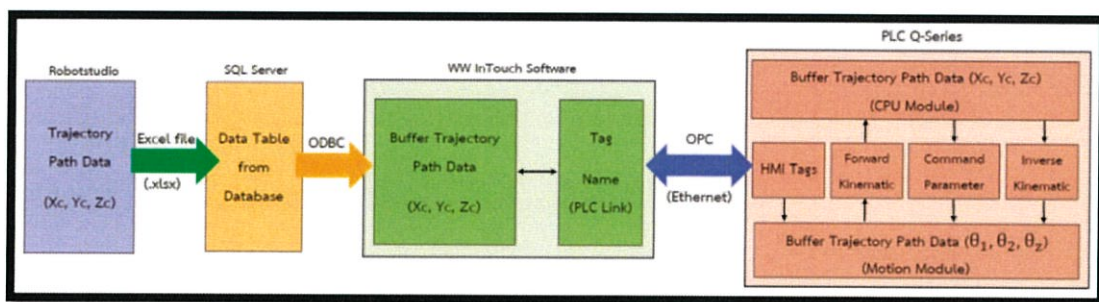 Robotstudio
Trajectory
Path Data
(Xc, Yc, Zc)
Excel file
(.xlsx)
SQL Server
Data Table
from
Database
ODBC
WW InTouch Software
Buffer Trajectory
Path Data
(Xc, Yc, Zc)
Tag
Name
(PLC Link)
OPC
(Ethernet)
PLC Q-Series
Buffer Trajectory Path Data (Xc, Yc, Zc)
(CPU Module)
HMI Tags
Forward
Kinematic
Command
Parameter
Inverse
Kinematic
Buffer Trajectory Path Data (θ₁, θ₂, θz)
(Motion Module)